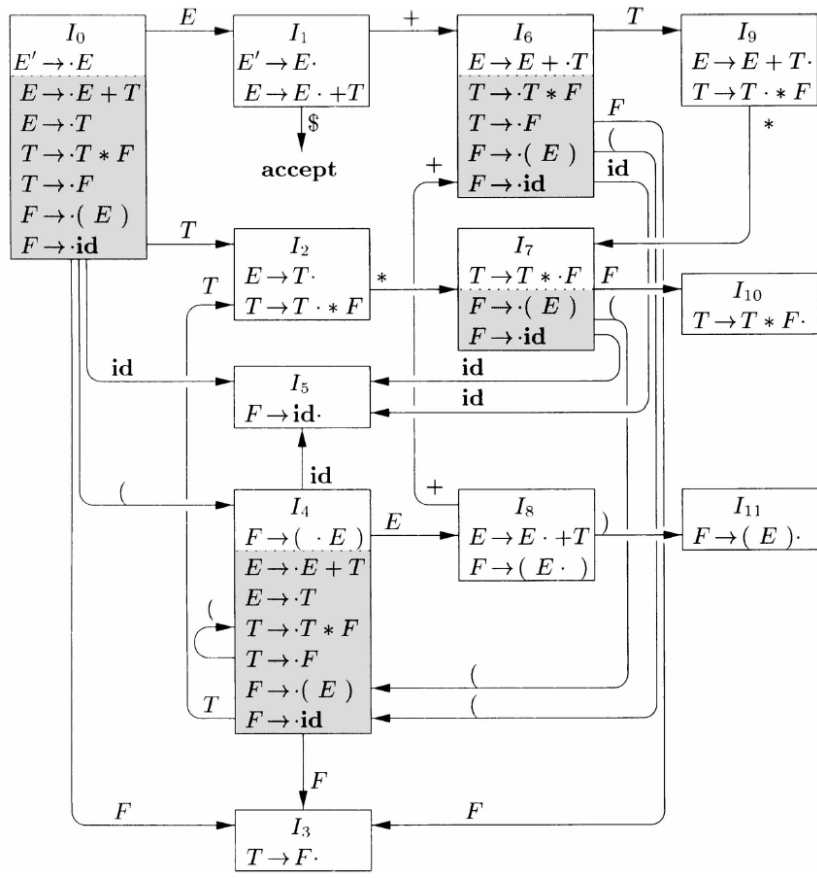 I₀
E' → ·E
E → ·E + T
E → ·T
T → ·T * F
T → ·F
F → ·( E )
F → ·id
E
I₁
E' → E·
E → E · +T
$
accept
+
I₆
E → E + ·T
T → ·T * F
T → ·F
F → ·( E )
F → ·id
T
I₉
E → E + T·
T → T · * F
*
F
(
id
+
T
I₂
E → T·
T → T · * F
T
*
I₇
T → T * ·F
F → ·( E )
F → ·id
F
(
I₁₀
T → T * F·
id
I₅
F → id·
id
id
id
(
I₄
F → ( · E )
E → ·E + T
E → ·T
T → ·T * F
T → ·F
F → ·( E )
F → ·id
(
T
E
+
I₈
E → E · +T
F → ( E · )
)
I₁₁
F → ( E )·
(
(
F
F
I₃
T → F·
F